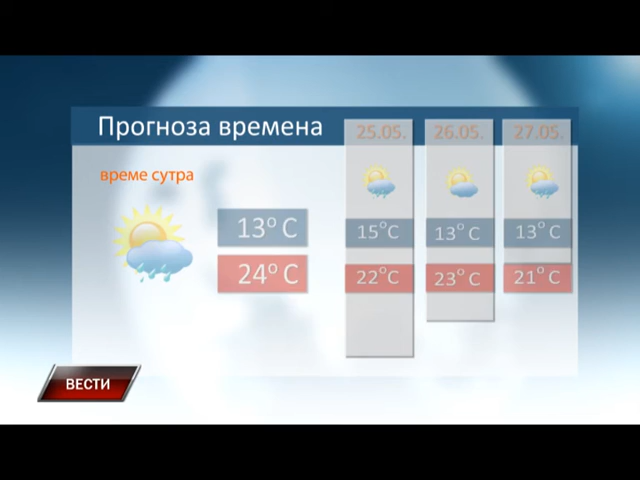 Прогноза времена
време сутра
13°C
24°C
25.05. 26.05. 27.05.
15°C 13°C 13°C
22°C 23°C 21°C
ВЕСТИ